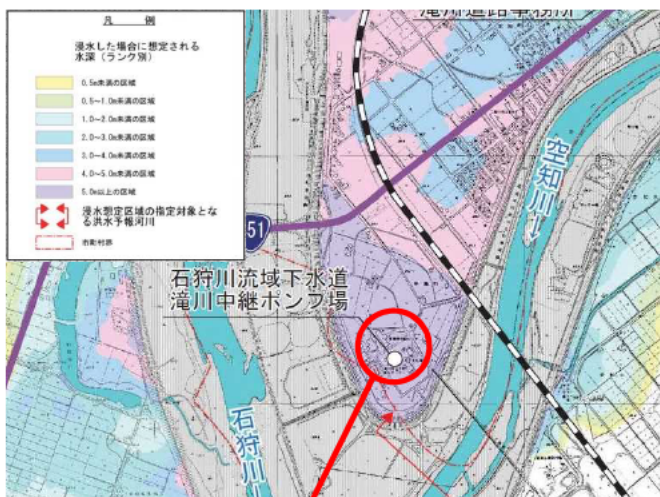 凡 例
浸水した場合に想定される
水深（ランク別）
0.5m未満の区域
0.5～1.0m未満の区域
1.0～2.0m未満の区域
2.0～3.0m未満の区域
3.0～4.0m未満の区域
4.0～5.0m未満の区域
5.0m以上の区域
浸水想定区域の指定対象とな
る洪水予報河川
市町村界
滝川道路事務所
空知川↓
51
石狩川流域下水道
滝川中継ポンプ場
石狩川↓